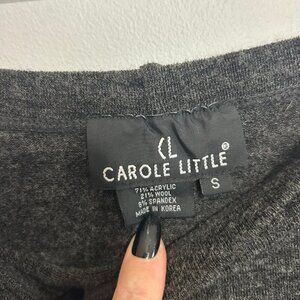 CL
CAROLE LITTLE®
S
71% ACRYLIC
21% WOOL
8% SPANDEX
MADE IN KOREA